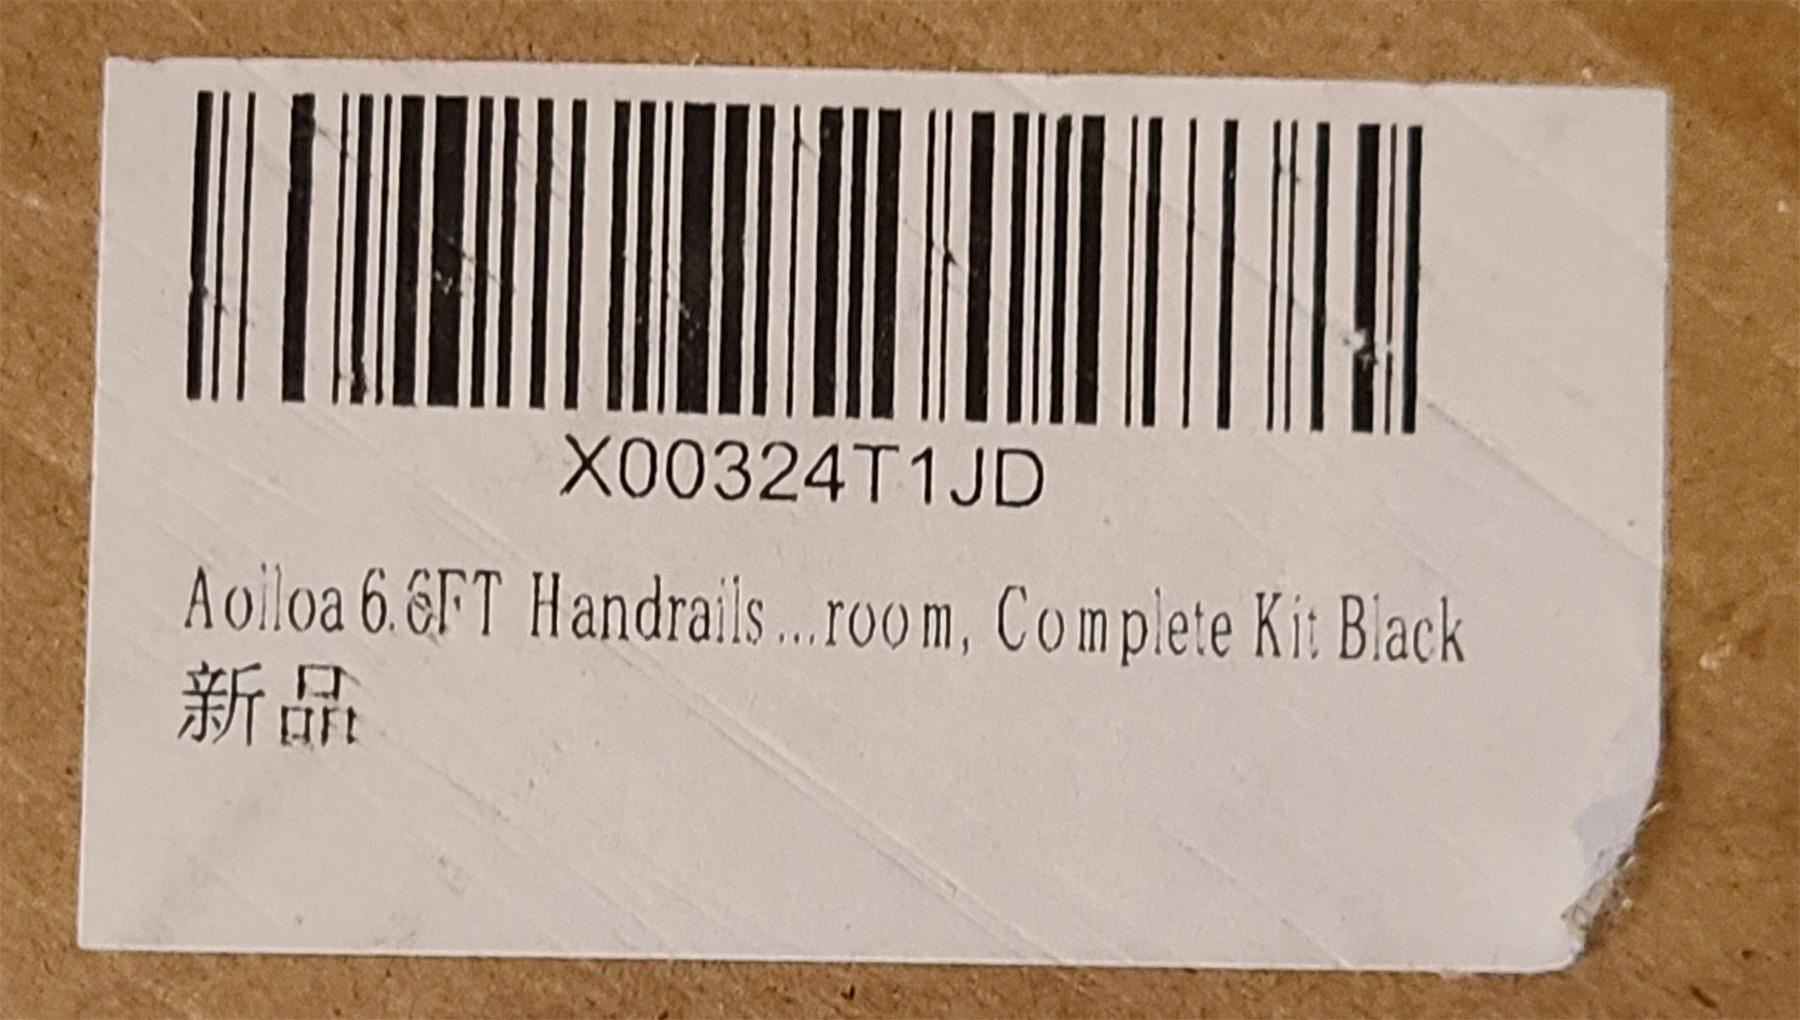 X00324T1JD
Aoiloa 6.6FT Handrails...room, Complete Kit Black
新品